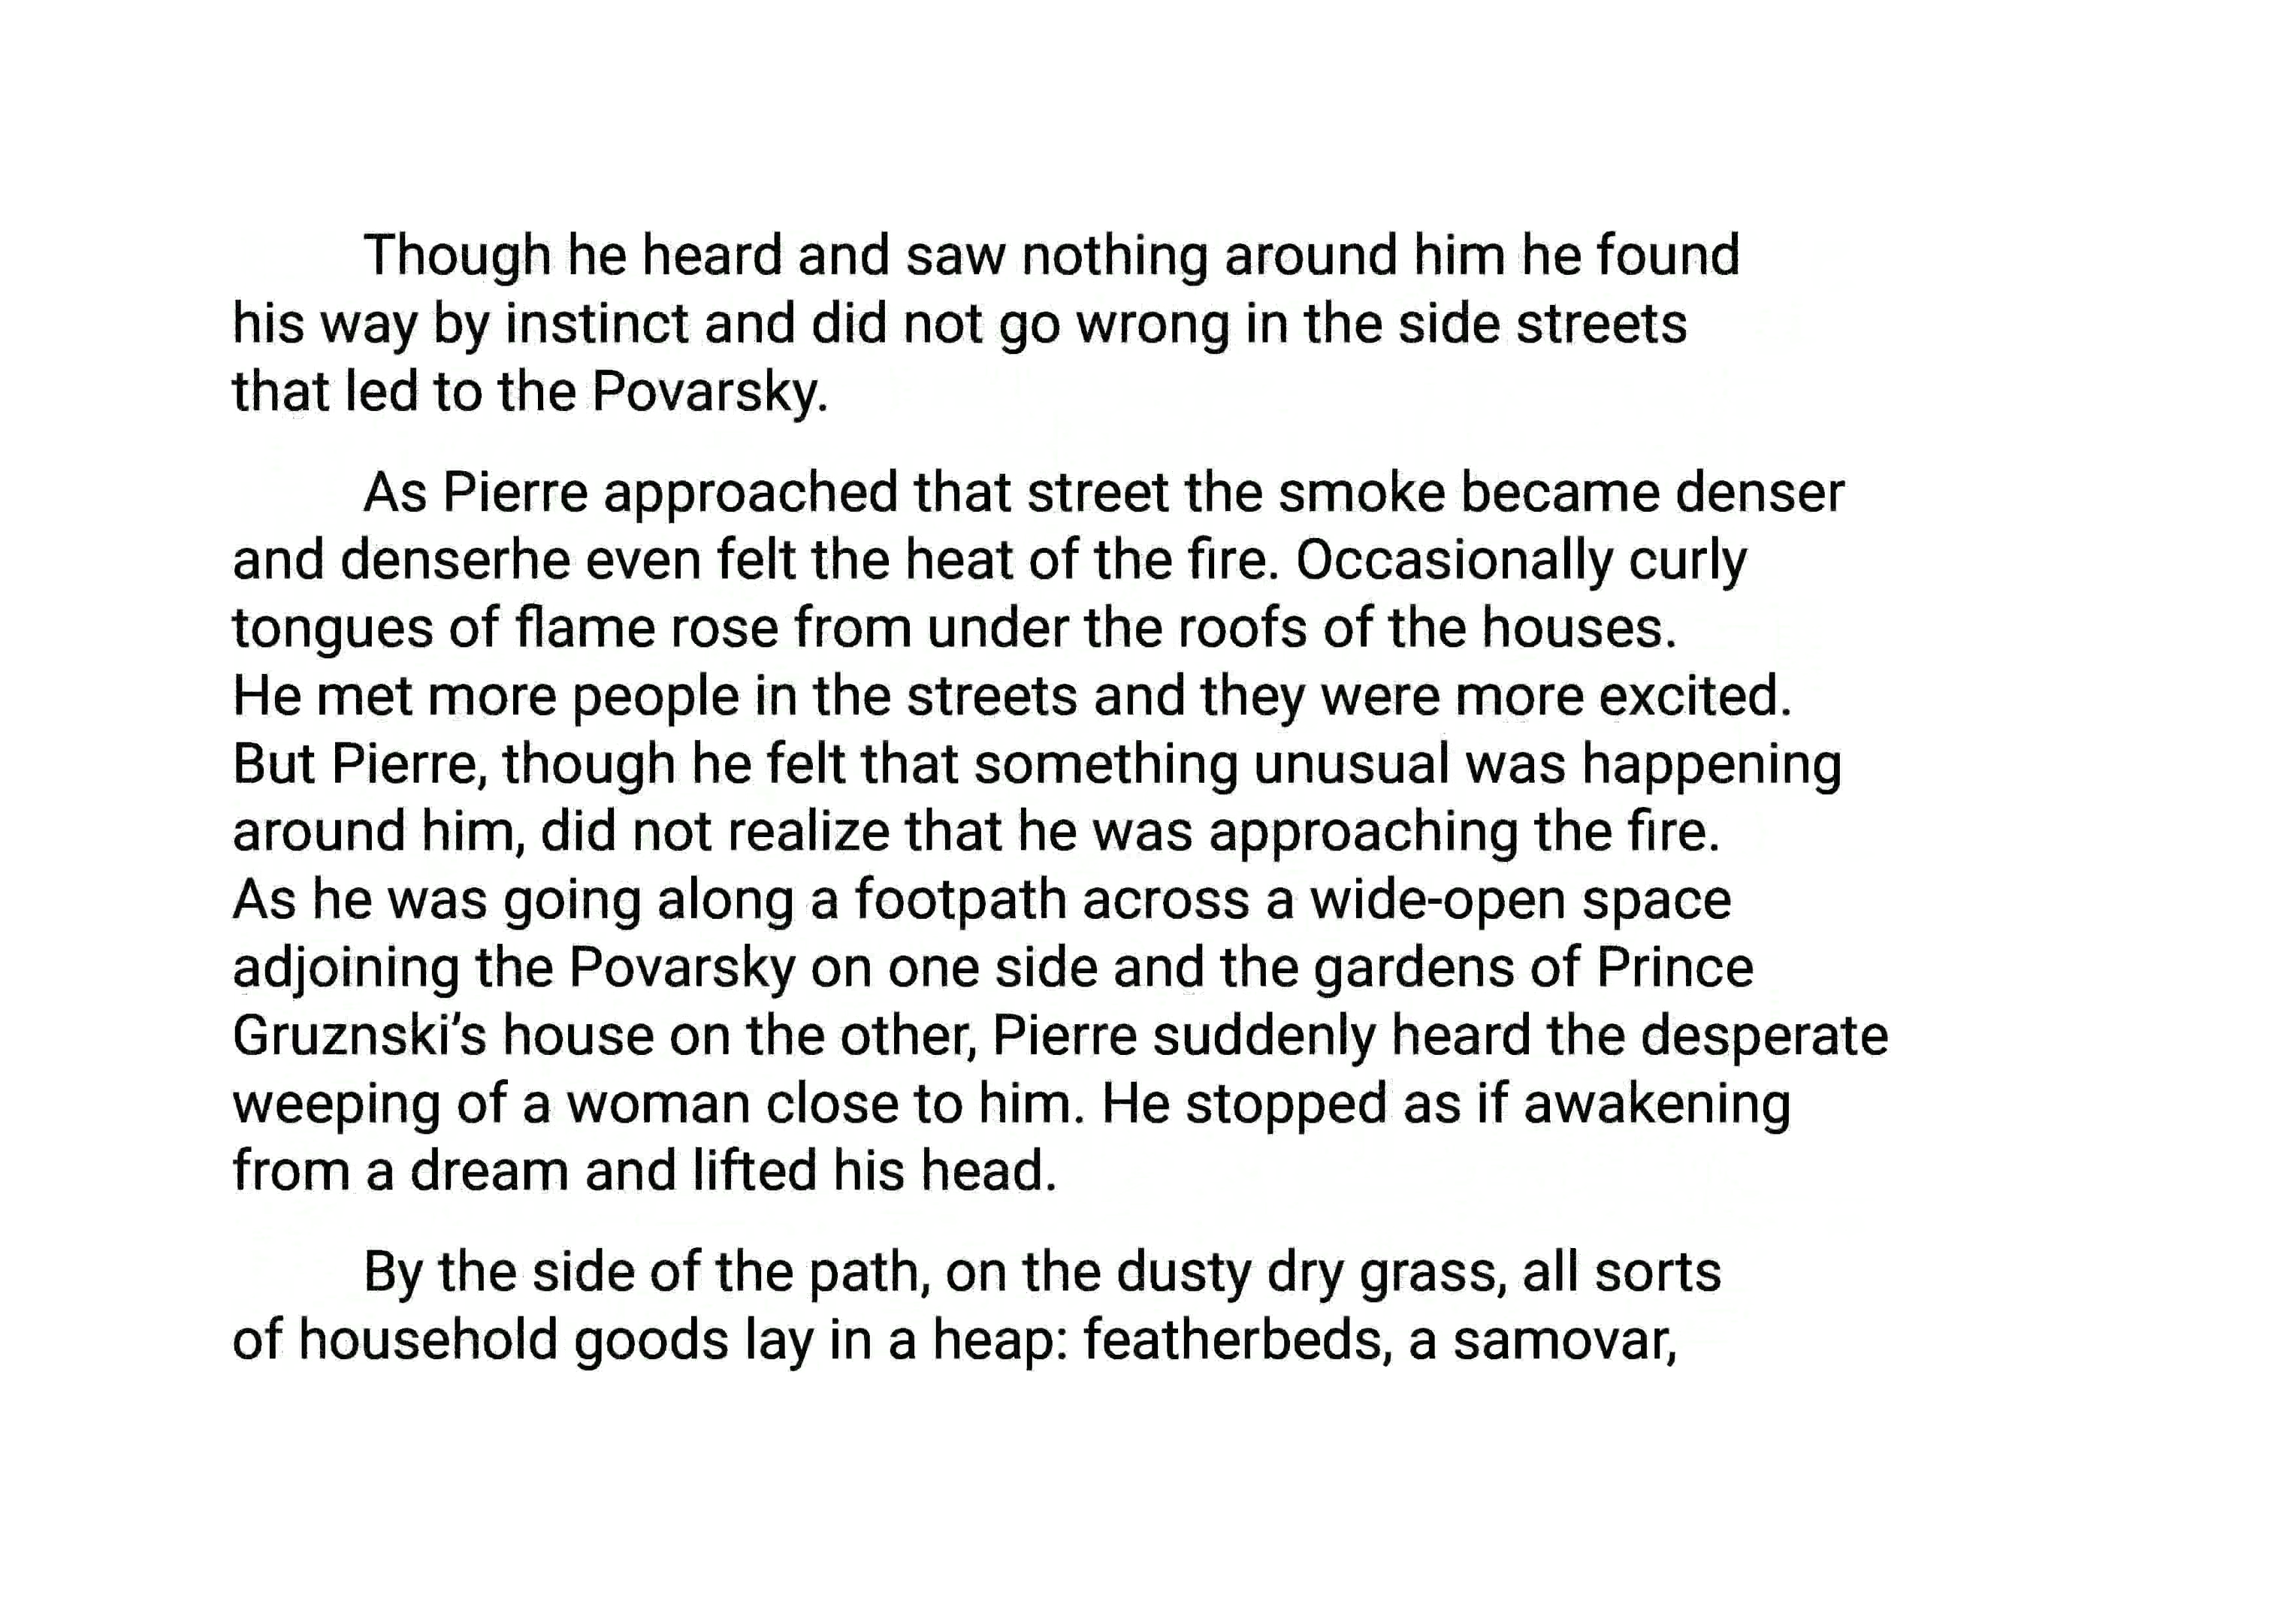 Though he heard and saw nothing around him he found
his way by instinct and did not go wrong in the side streets
that led to the Povarsky.
As Pierre approached that street the smoke became denser
and denserhe even felt the heat of the fire. Occasionally curly
tongues of flame rose from under the roofs of the houses.
He met more people in the streets and they were more excited.
But Pierre, though he felt that something unusual was happening
around him, did not realize that he was approaching the fire.
As he was going along a footpath across a wide-open space
adjoining the Povarsky on one side and the gardens of Prince
Gruznski's house on the other, Pierre suddenly heard the desperate
weeping of a woman close to him. He stopped as if awakening
from a dream and lifted his head.
By the side of the path, on the dusty dry grass, all sorts
of household goods lay in a heap: featherbeds, a samovar,